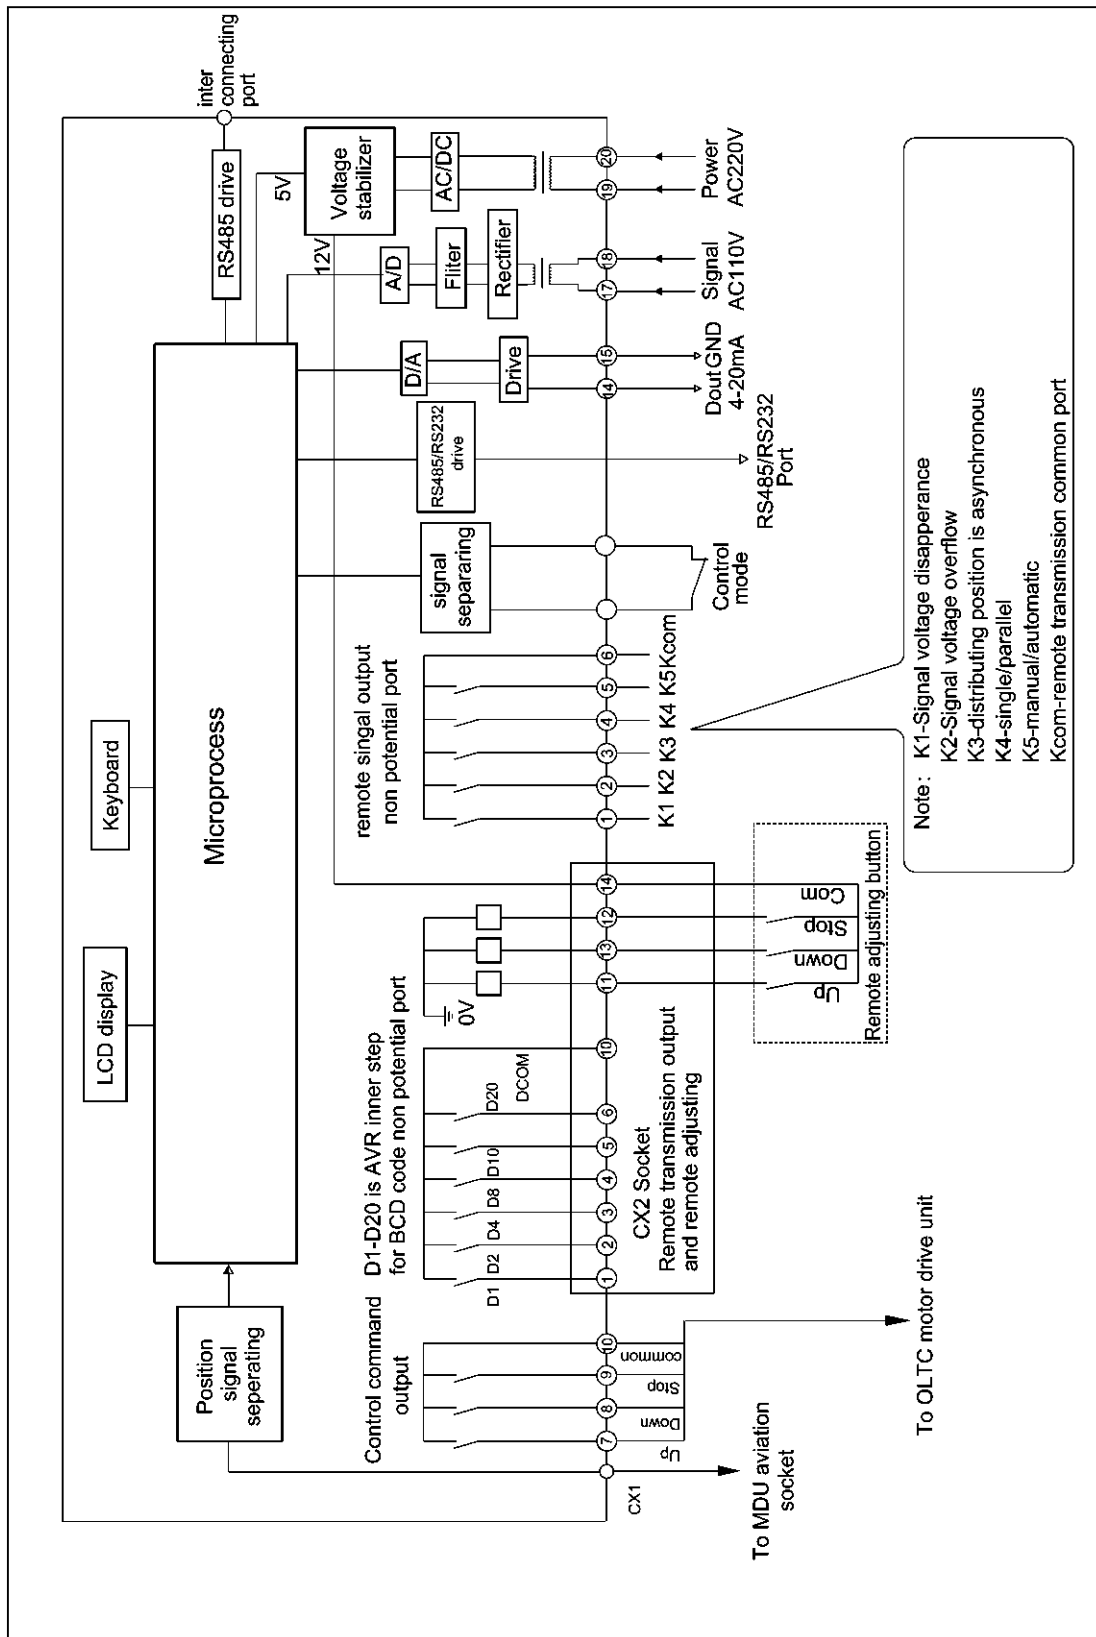 LCD display
Keyboard
Microprocess
Position
signal
seperating
RS485 drive
inter
connecting
port
5V
12V
Voltage
stabilizer
AC/DC
A/D
Fliter
Rectifier
D/A
Drive
RS485/RS232
drive
signal
separaring
remote singal output
non potential port
0V
D1-D20 is AVR inner step
for BCD code non potential port
Control command
output
D1
D2
D4
D8
D10
D20
DCOM
CX1
7
8
9
10
Up
Down
Stop
common
1
2
3
4
5
6
10
11
13
12
14
CX2 Socket
Remote transmission output
and remote adjusting
1
2
3
4
5
6
K1 K2 K3 K4 K5 Kcom
Control
mode
RS485/RS232
Port
14
15
Dout GND
4-20mA
17
18
Signal
AC110V
19
20
Power
AC220V
Up
Down
Stop
Com
Remote adjusting button
To MDU aviation
socket
To OLTC motor drive unit
Note : K1-Signal voltage disapperance
K2-Signal voltage overflow
K3-distributing position is asynchronous
K4-single/parallel
K5-manual/automatic
Kcom-remote transmission common port